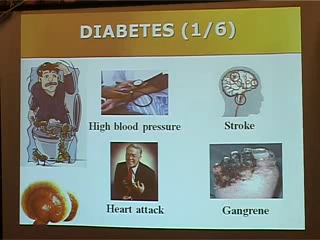 DIABETES (1/6)
High blood pressure
Stroke
Heart attack
Gangrene